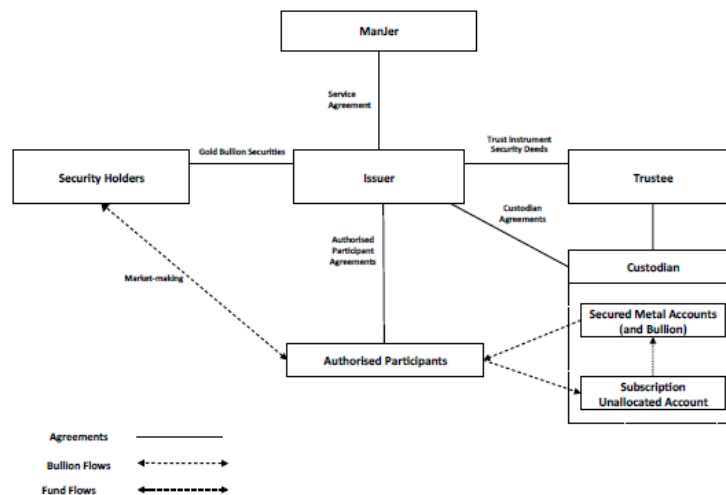 ManJer
Service
Agreement
Gold Bullion Securities
Trust Instrument
Security Deeds
Security Holders
Issuer
Trustee
Custodian
Agreements
Authorised
Participant
Agreements
Custodian
Market-making
Secured Metal Accounts
(and Bullion)
Authorised Participants
Subscription
Unallocated Account
Agreements
Bullion Flows
Fund Flows